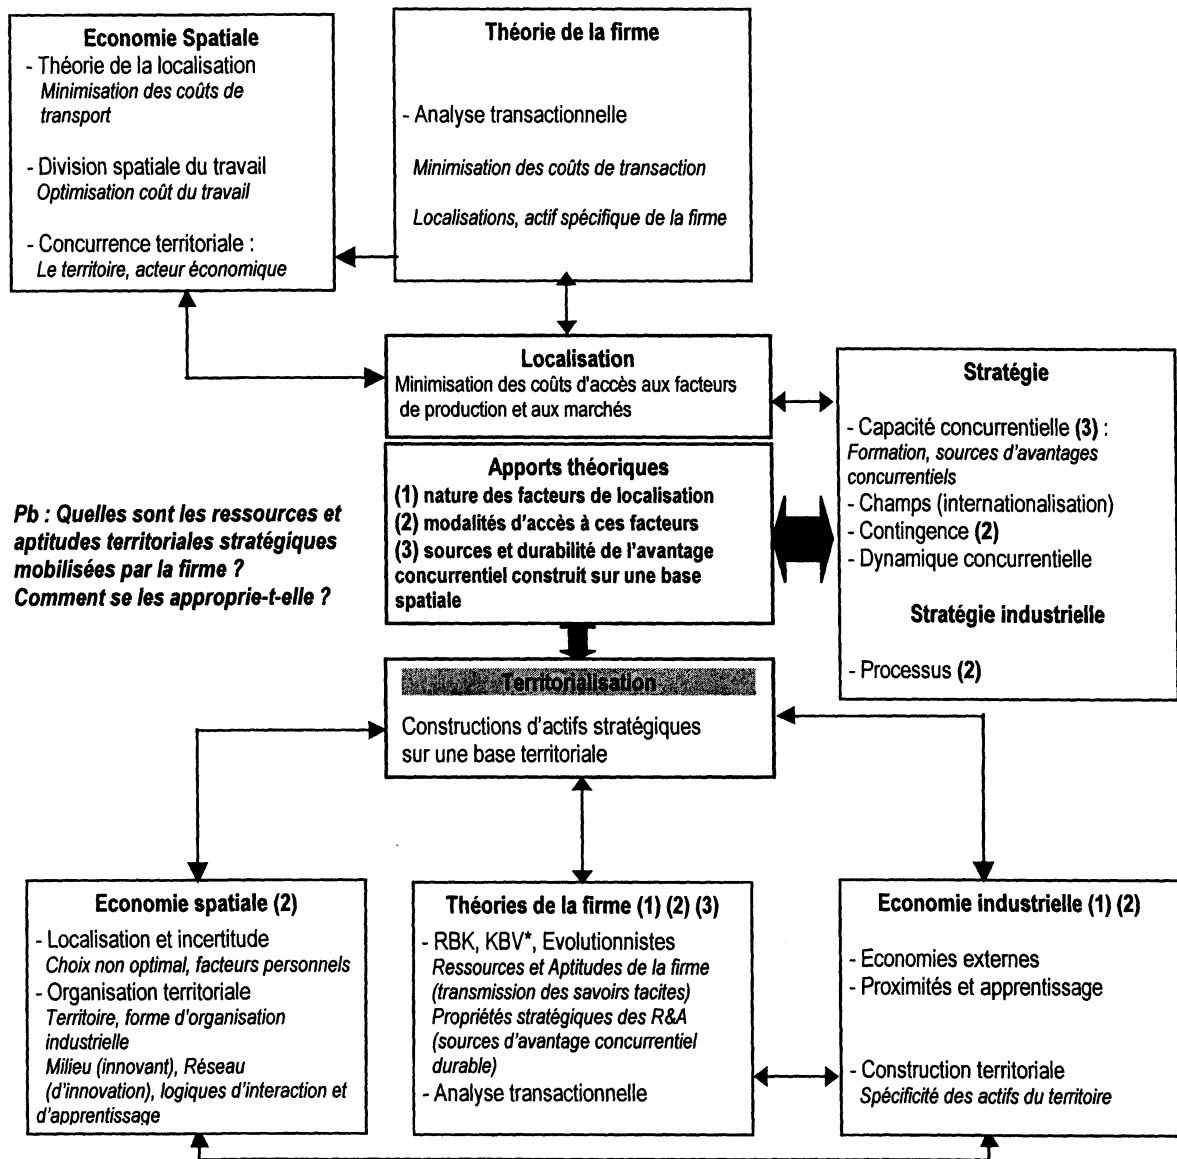 Economie Spatiale
- Théorie de la localisation
Minimisation des coûts de
transport
- Division spatiale du travail
Optimisation coût du travail
- Concurrence territoriale :
Le territoire, acteur économique
Théorie de la firme
- Analyse transactionnelle
Minimisation des coûts de transaction
Localisations, actif spécifique de la firme
Localisation
Minimisation des coûts d'accès aux facteurs
de production et aux marchés
Stratégie
- Capacité concurrentielle (3) :
Formation, sources d'avantages
concurrentiels
- Champs (internationalisation)
- Contingence (2)
- Dynamique concurrentielle
Stratégie industrielle
- Processus (2)
Apports théoriques
(1) nature des facteurs de localisation
(2) modalités d'accès à ces facteurs
(3) sources et durabilité de l'avantage
concurrentiel construit sur une base
spatiale
Pb : Quelles sont les ressources et
aptitudes territoriales stratégiques
mobilisées par la firme ?
Comment se les approprie-t-elle ?
Territorialisation
Constructions d'actifs stratégiques
sur une base territoriale
Economie spatiale (2)
- Localisation et incertitude
Choix non optimal, facteurs personnels
- Organisation territoriale
Territoire, forme d'organisation
industrielle
Milieu (innovant), Réseau
(d'innovation), logiques d'interaction et
d'apprentissage
Théories de la firme (1) (2) (3)
- RBK, KBV*, Evolutionnistes
Ressources et Aptitudes de la firme
(transmission des savoirs tacites)
Propriétés stratégiques des R&A
(sources d'avantage concurrentiel
durable)
- Analyse transactionnelle
Economie industrielle (1) (2)
- Economies externes
- Proximités et apprentissage
- Construction territoriale
Spécificité des actifs du territoire